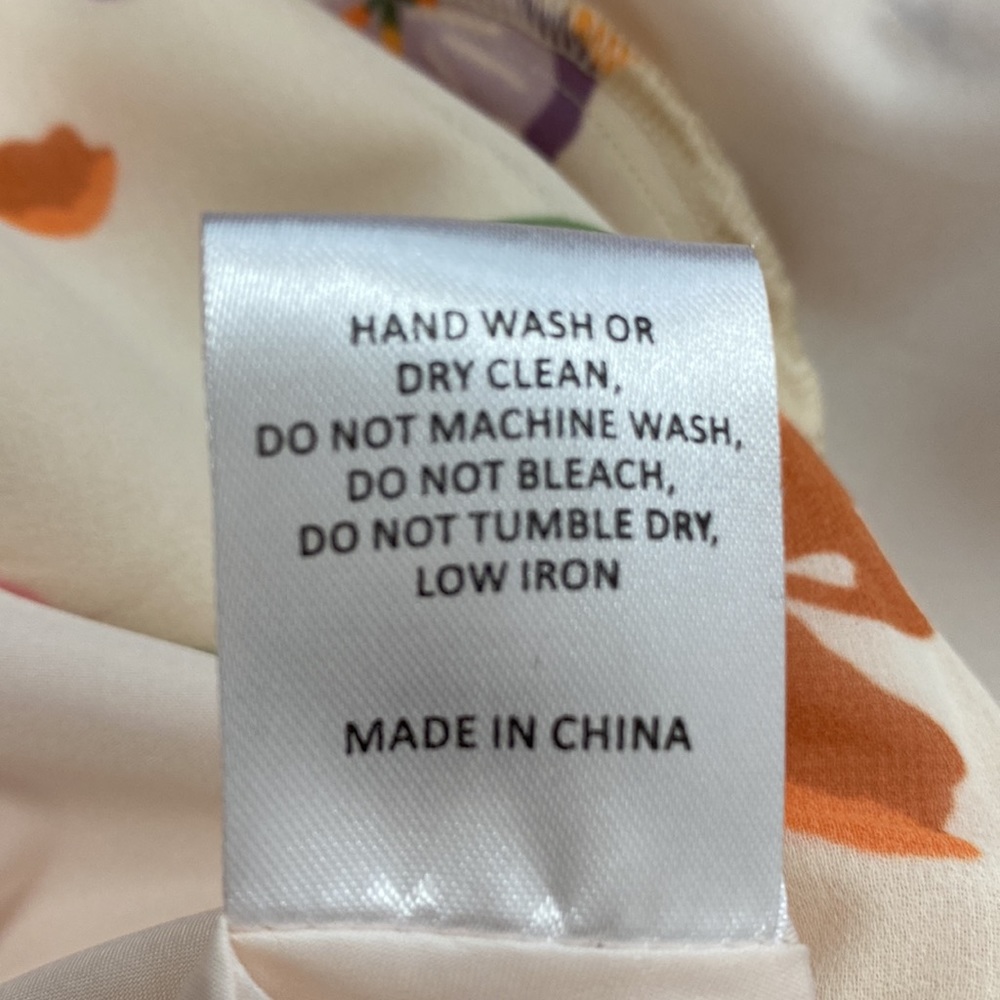 HAND WASH OR
DRY CLEAN,
DO NOT MACHINE WASH,
DO NOT BLEACH,
DO NOT TUMBLE DRY,
LOW IRON
MADE IN CHINA